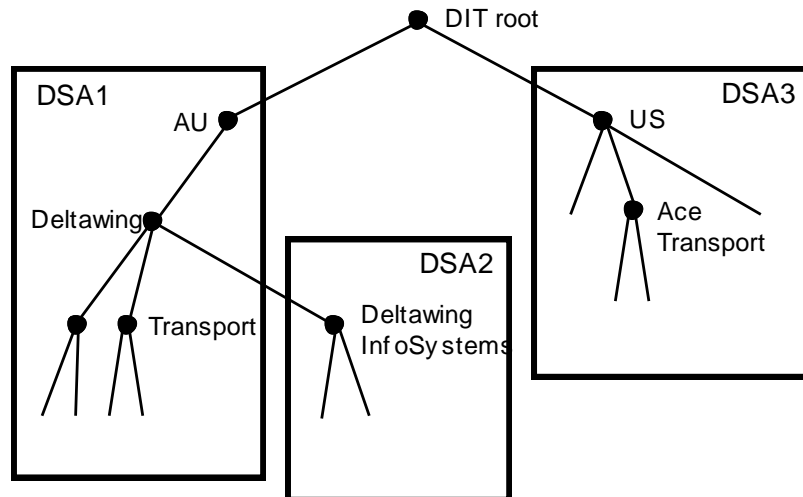 DIT root
DSA1
DSA3
AU
US
Deltawing
Ace
Transport
DSA2
Transport
Deltawing
InfoSystems